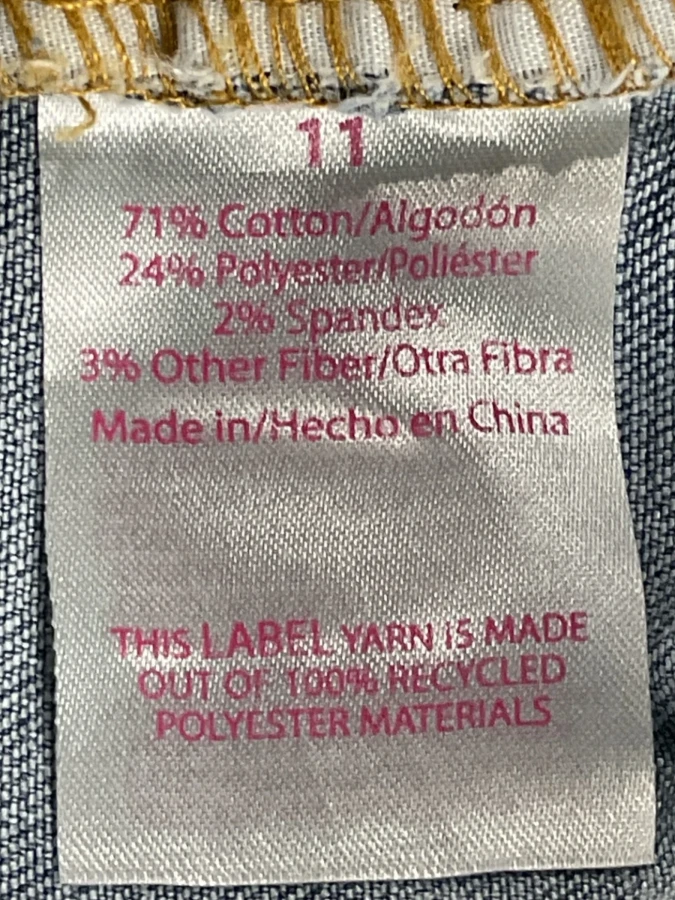 11
71% Cotton/Algodón
24% Polyester/Poliéster
2% Spandex
3% Other Fiber/Otra Fibra
Made in/Hecho en China
THIS LABEL YARN IS MADE
OUT OF 100% RECYCLED
POLYESTER MATERIALS